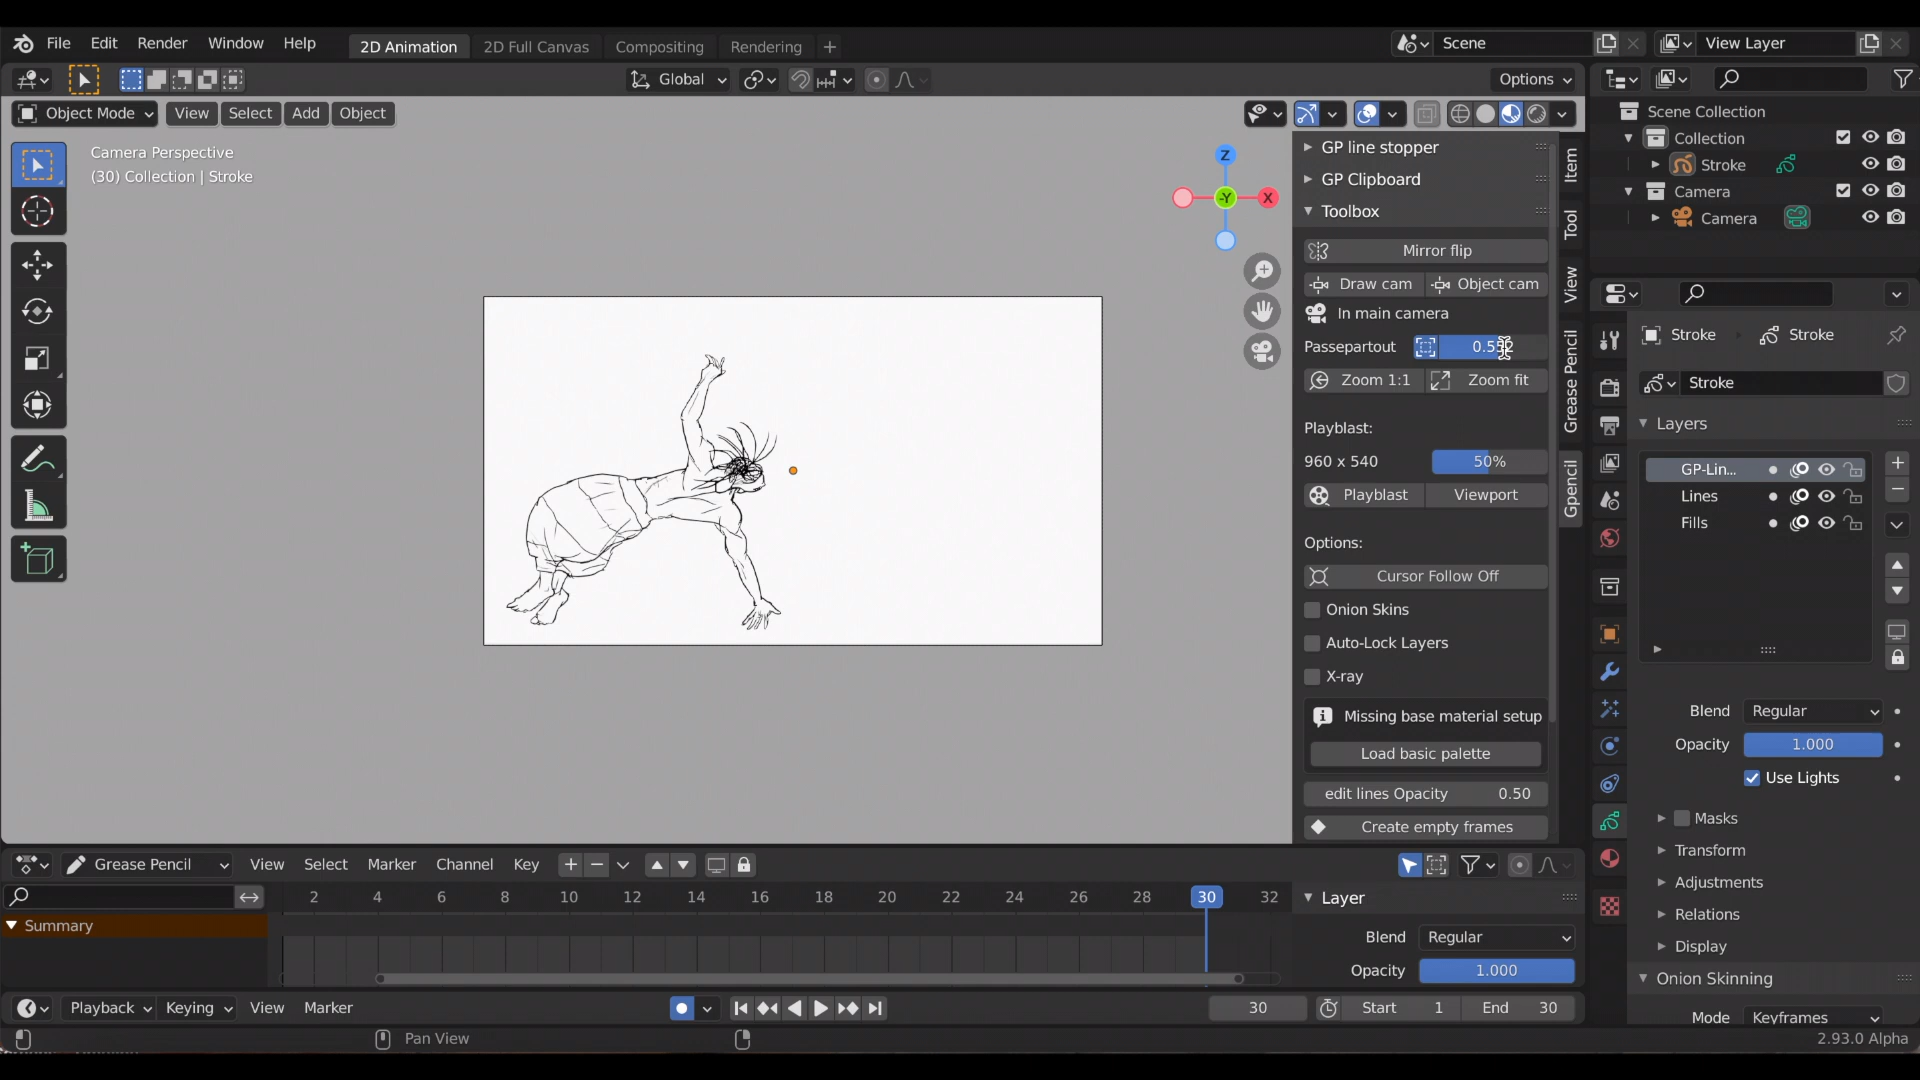 File Edit Render Window Help 2D Animation 2D Full Canvas Compositing Rendering + Scene View Layer
Global Options
Object Mode View Select Add Object
Camera Perspective
(30) Collection | Stroke
Z
-Y X
GP line stopper
GP Clipboard
Toolbox
Mirror flip
Draw cam Object cam
In main camera
Passepartout
Zoom 1:1 Zoom fit
Playblast:
960 x 540 50%
Playblast Viewport
Options:
Cursor Follow Off
Onion Skins
Auto-Lock Layers
X-ray
Missing base material setup
Load basic palette
edit lines Opacity 0.50
Create empty frames
Item
Tool
View
Grease Pencil
Gpencil
Scene Collection
Collection
Stroke
Camera
Camera
Stroke Stroke
Stroke
Layers
GP-Lin...
Lines
Fills
Blend Regular
Opacity 1.000
Use Lights
Masks
Transform
Adjustments
Relations
Display
Onion Skinning
Mode Keyframes
Grease Pencil View Select Marker Channel Key
2 4 6 8 10 12 14 16 18 20 22 24 26 28 30 32
Summary
Layer
Blend Regular
Opacity 1.000
Playback Keying View Marker 30 Start 1 End 30
Pan View 2.93.0 Alpha